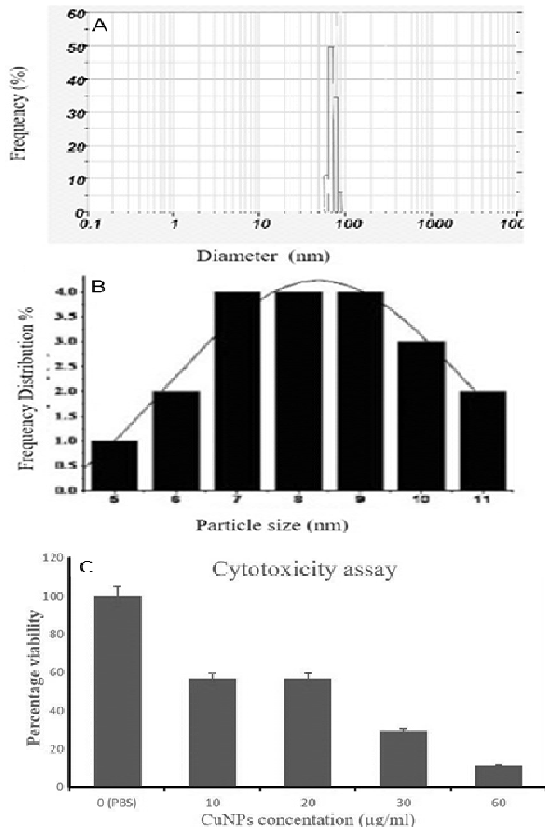 A
60
50
40
30
20
10
0
0.1 1 10 100 1000 100
Frequency (%)
Diameter (nm)
B
4.0
3.5
3.0
2.5
2.0
1.5
1.0
0.5
0.0
5 6 7 8 9 10 11
Frequency Distribution %
Particle size (nm)
C
Cytotoxicity assay
120
100
80
60
40
20
0
0 (PBS) 10 20 30 60
Percentage viability
CuNPs concentation (μg/ml)